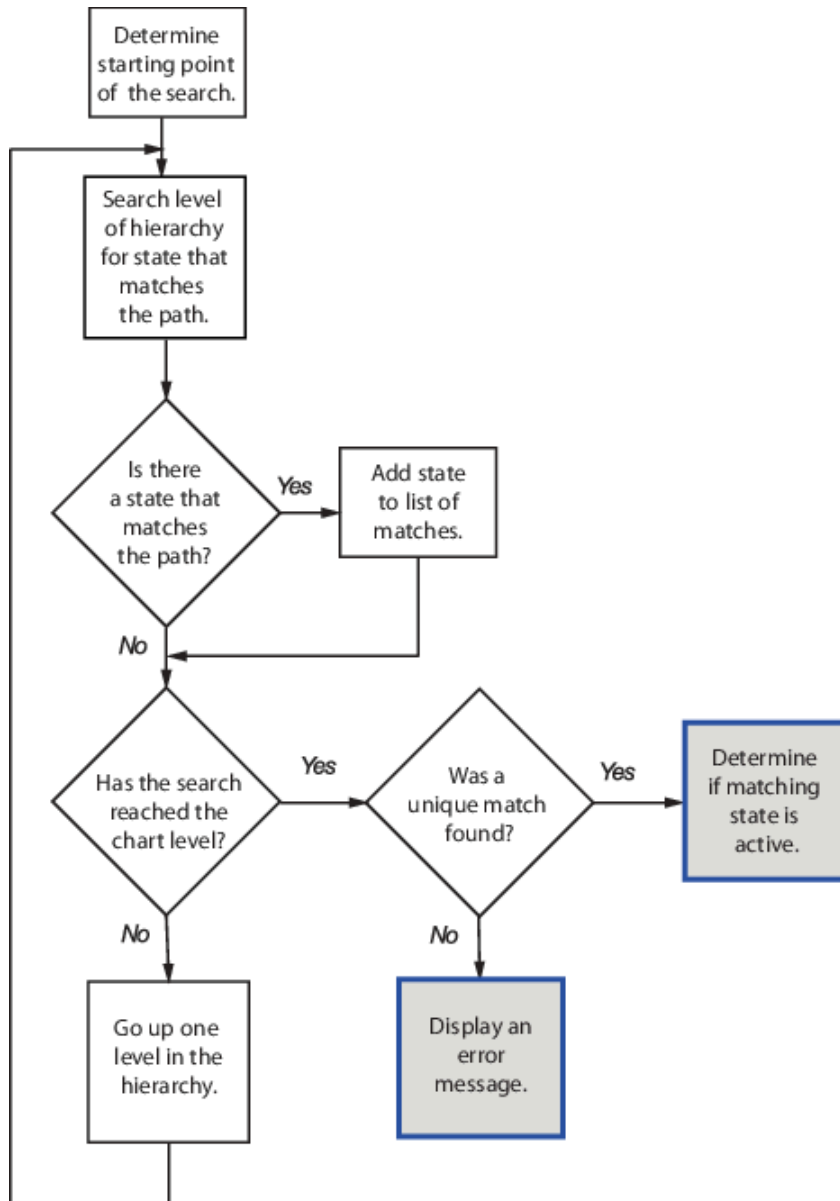 Determine
starting point
of the search.
Search level
of hierarchy
for state that
matches
the path.
Is there
a state that
matches
the path?
Yes
Add state
to list of
matches.
No
Has the search
reached the
chart level?
Yes
Was a
unique match
found?
Yes
Determine
if matching
state is
active.
No
Go up one
level in the
hierarchy.
No
Display an
error
message.